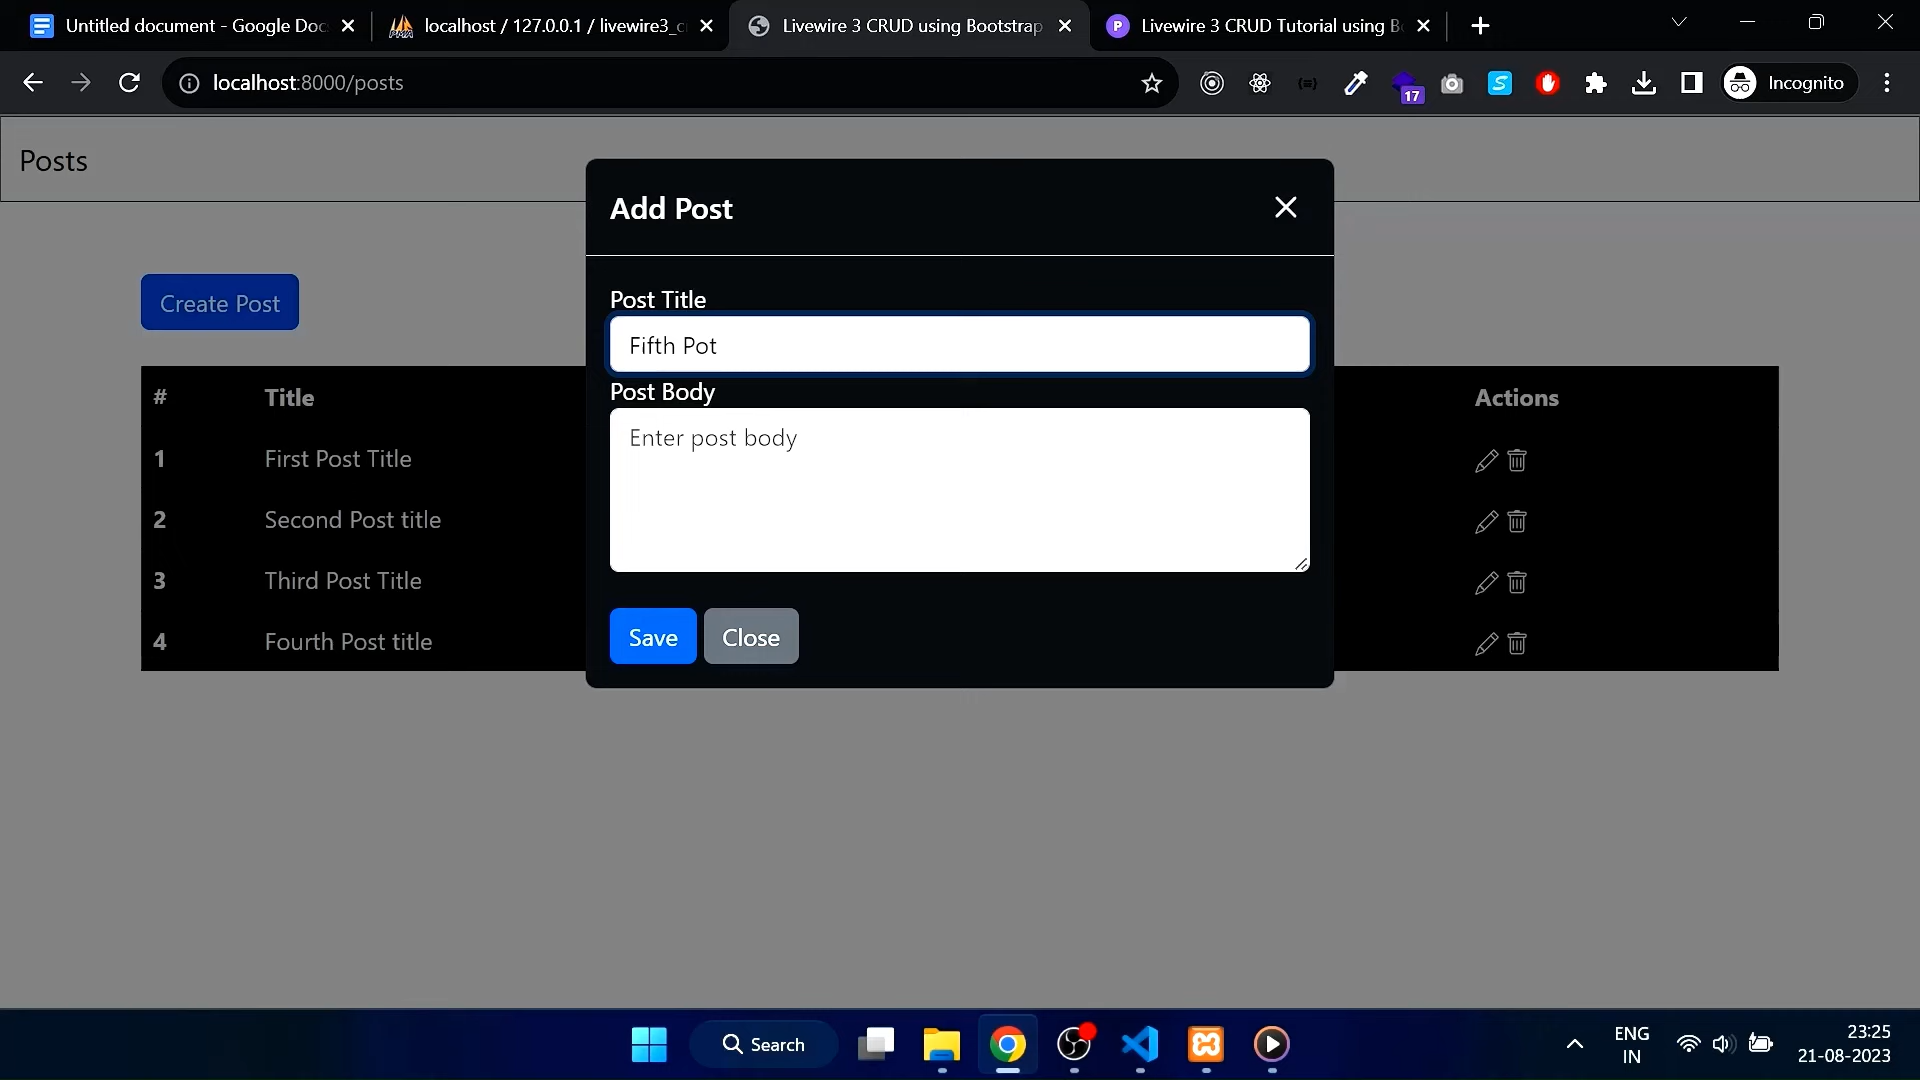 Untitled document - Google Doc
localhost / 127.0.0.1 / livewire3_c
Livewire 3 CRUD using Bootstrap
Livewire 3 CRUD Tutorial using B
localhost:8000/posts
17
Incognito
Posts
Add Post
Post Title
Create Post
Fifth Pot
Post Body
Enter post body
# Title Actions
1 First Post Title
2 Second Post title
3 Third Post Title
4 Fourth Post title
Save Close
Search
ENG
IN
23:25
21-08-2023